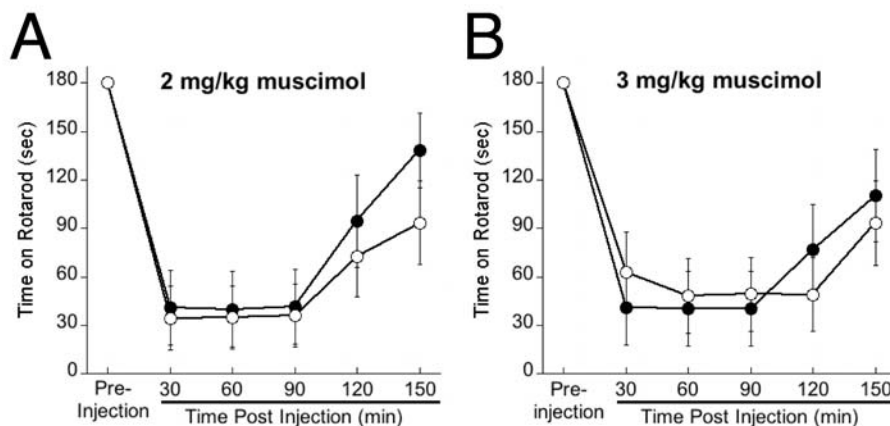 A
2 mg/kg muscimol
Time on Rotarod (sec)
180
150
120
90
60
30
0
Pre-
Injection
30 60 90 120 150
Time Post Injection (min)
B
3 mg/kg muscimol
Time on Rotarod (sec)
180
150
120
90
60
30
0
Pre-
injection
30 60 90 120 150
Time Post Injection (min)